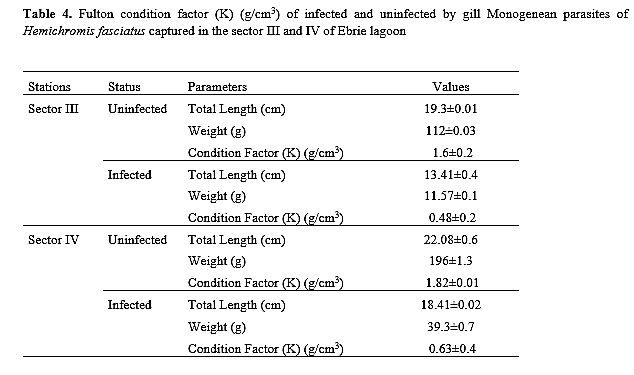 Table 4. Fulton condition factor (K) (g/cm³) of infected and uninfected by gill Monogenean parasites of
Hemichromis fasciatus captured in the sector III and IV of Ebrie lagoon
Stations Status Parameters Values
Sector III Uninfected Total Length (cm) 19.3±0.01
Weight (g) 112±0.03
Condition Factor (K) (g/cm³) 1.6±0.2
Infected Total Length (cm) 13.41±0.4
Weight (g) 11.57±0.1
Condition Factor (K) (g/cm³) 0.48±0.2
Sector IV Uninfected Total Length (cm) 22.08±0.6
Weight (g) 196±1.3
Condition Factor (K) (g/cm³) 1.82±0.01
Infected Total Length (cm) 18.41±0.02
Weight (g) 39.3±0.7
Condition Factor (K) (g/cm³) 0.63±0.4